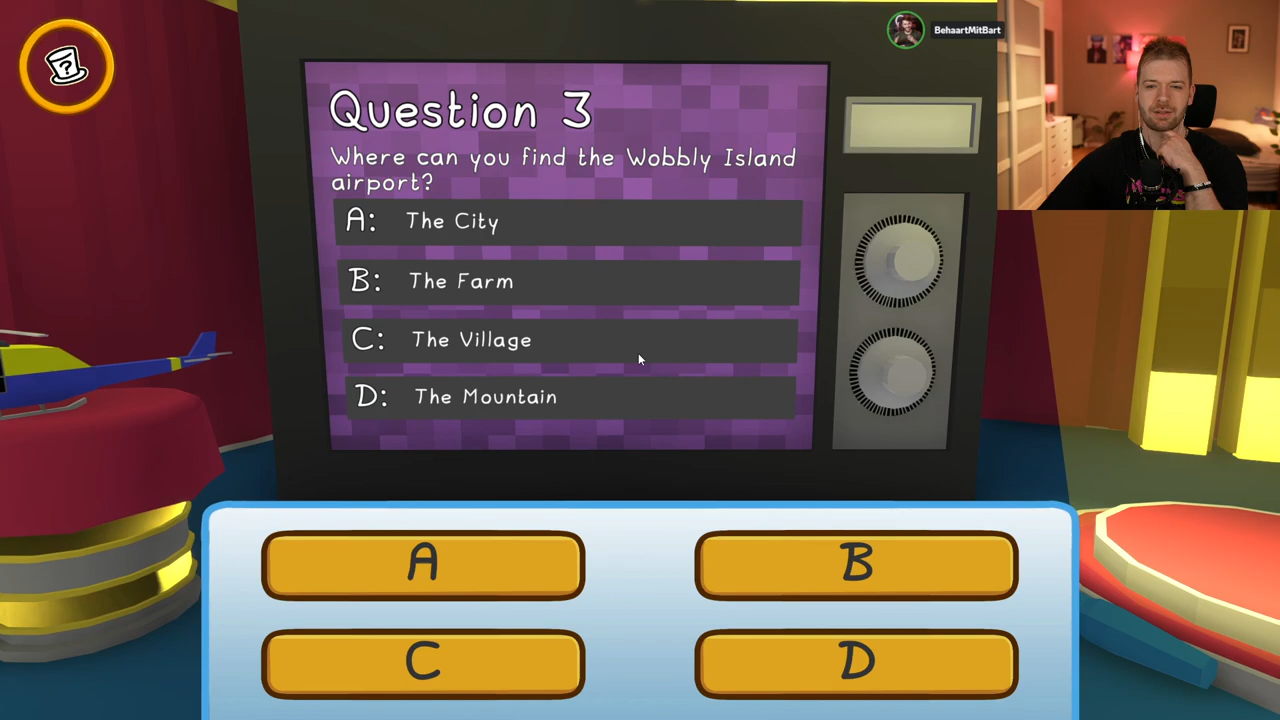 ?
BehaartMitBart
Question 3
Where can you find the Wobbly Island
airport?
A: The City
B: The Farm
C: The Village
D: The Mountain
A
B
C
D